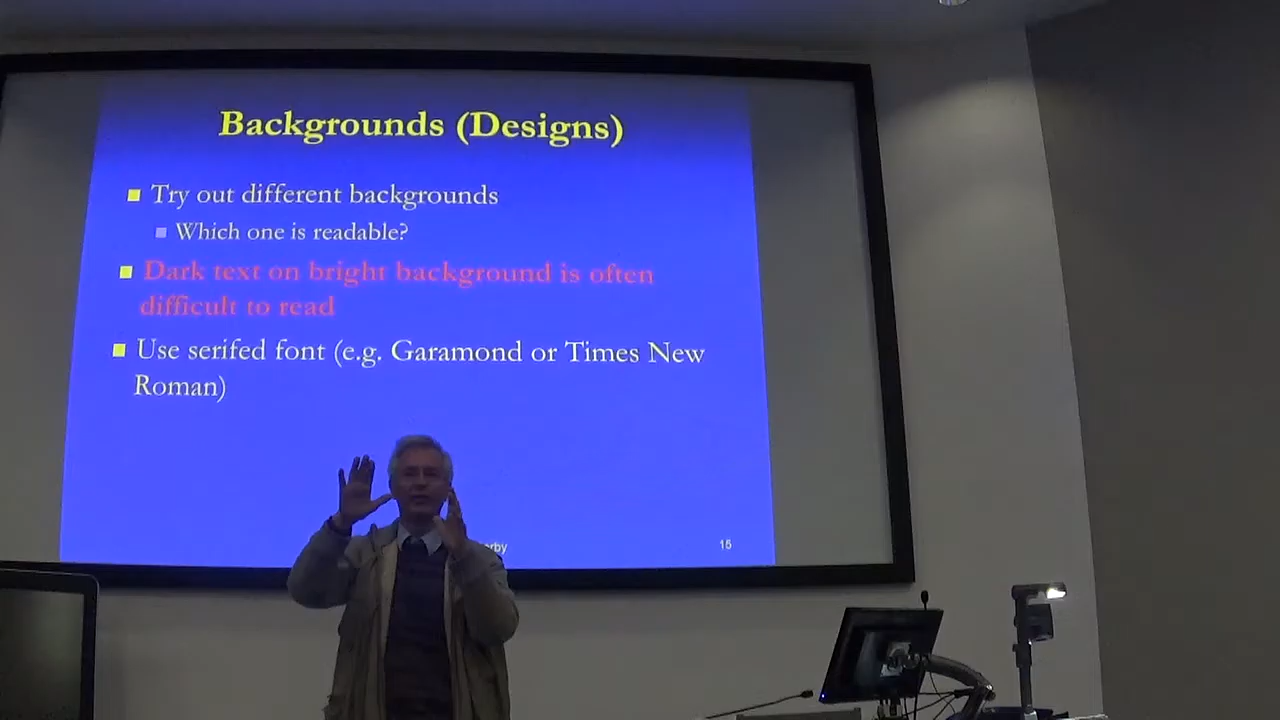 Backgrounds (Designs)
Try out different backgrounds
Which one is readable?
Dark text on bright background is often
difficult to read
Use serifed font (e.g. Garamond or Times New
Roman)
15